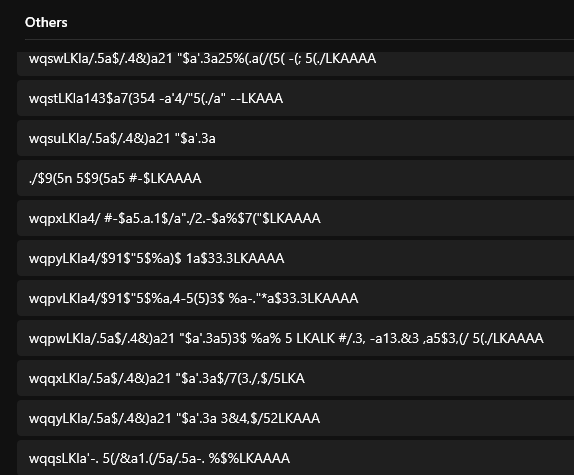 Others
wqswLKla/.5a$/.4&)a21 "$a'.3a25%(.a(/(5( -(; 5(./LKAAAA
wqstLKla143$a7(354 -a'4/"5(./a" --LKAAA
wqsuLKla/.5a$/.4&)a21 "$a'.3a
./$9(5n 5$9(5a5 #-$LKAAAA
wqpxLKla4/ #-$a5.a.1$/a"./2.-$a%$7("$LKAAAA
wqpyLKla4/$91$"5$%a)$ 1a$33.3LKAAAA
wqpvLKla4/$91$"5$%a,4-5(5)3$ %a-."*a$33.3LKAAAA
wqpwLKla/.5a$/.4&)a21 "$a'.3a5)3$ %a% 5 LKALK #/.3, -a13.&3 ,a5$3,(/ 5(./LKAAAA
wqqxLKla/.5a$/.4&)a21 "$a'.3a$/7(3./,$/5LKA
wqqyLKla/.5a$/.4&)a21 "$a'.3a 3&4,$/52LKAAA
wqqsLKla'-. 5(/&a1.(/5a/.5a-. %$%LKAAAA